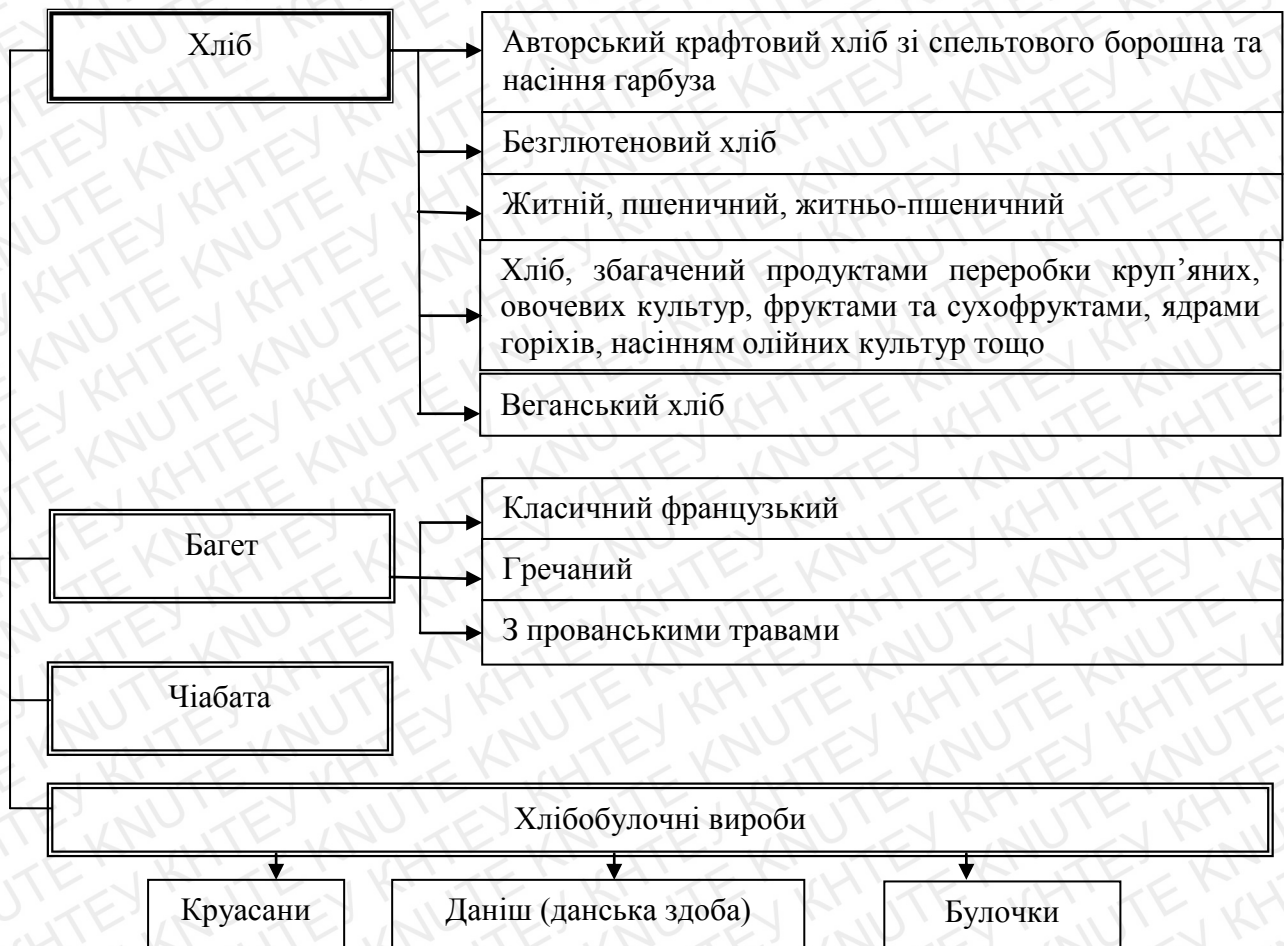 Хліб
Авторський крафтовий хліб зі спельтового борошна та
насіння гарбуза
Безглютеновий хліб
Житній, пшеничний, житньо-пшеничний
Хліб, збагачений продуктами переробки круп’яних,
овочевих культур, фруктами та сухофруктами, ядрами
горіхів, насінням олійних культур тощо
Веганський хліб
Багет
Класичний французький
Гречаний
З прованськими травами
Чіабата
Хлібобулочні вироби
Круасани
Даніш (данська здоба)
Булочки